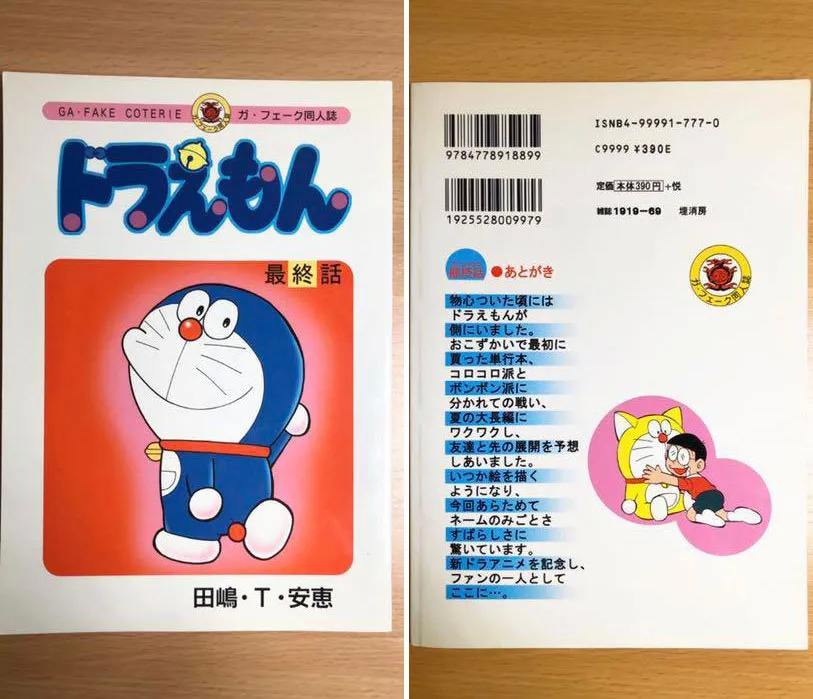 GA・FAKE COTERIE
ガ・フェーク同人誌
ドラえもん
最終話
田嶋・T・安恵
ISNB4-99991-777-0
9784778918899
C9999 ¥390E
定価 本体390円 +悦
1925528009979
雑誌 1919-69 埋消房
最終話 ●あとがき
ガ・フェーク同人誌
物心ついた頃には
ドラえもんが
側にいました。
おこずかいで最初に
買った単行本、
コロコロ派と
ボンボン派に
分かれての戦い、
夏の大長編に
ワクワクし、
友達と先の展開を予想
しあいました。
いつか絵を描く
ようになり、
今回あらためて
ネームのみごとさ
すばらしさに
驚いています。
新ドラアニメを記念し、
ファンの一人として
ここに…。